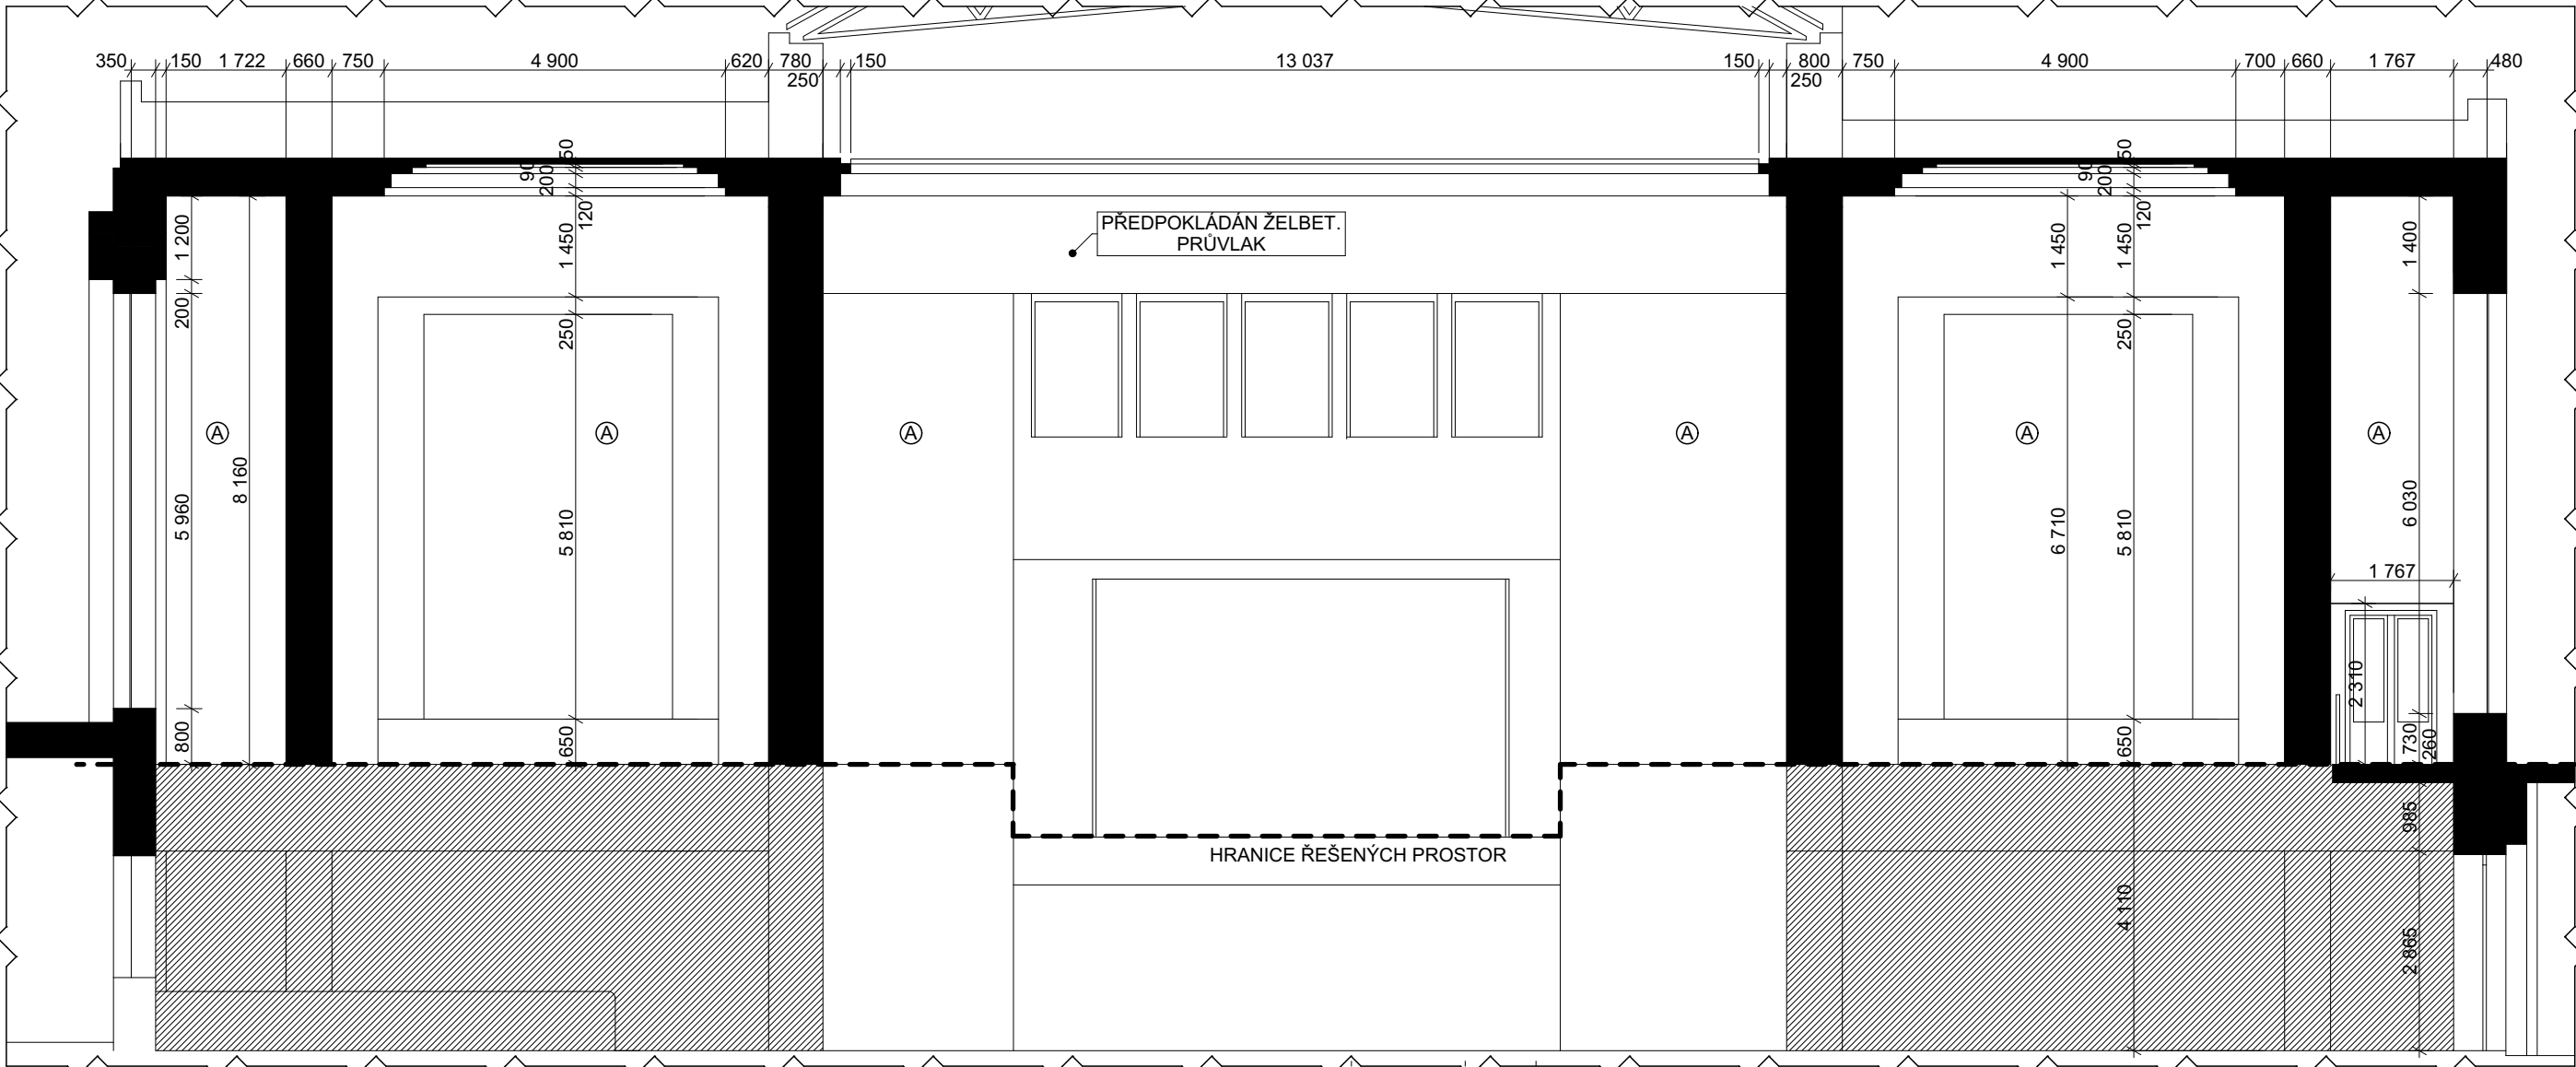 350 150 1 722 660 750 4 900 620 780 150 13 037 150 800 750 4 900 700 660 1 767 480
250 250
50 50
90 90
200 200
120 120
1 200 1 450 1 450 1 450 1 400
PŘEDPOKLÁDÁN ŽELBET.
PRŮVLAK
200 250 250
A A A A A A
8 160
5 960 5 810 6 710 5 810 6 030
1 767
2 310
800 650 650 730 260
985
HRANICE ŘEŠENÝCH PROSTOR
4 110
2 865